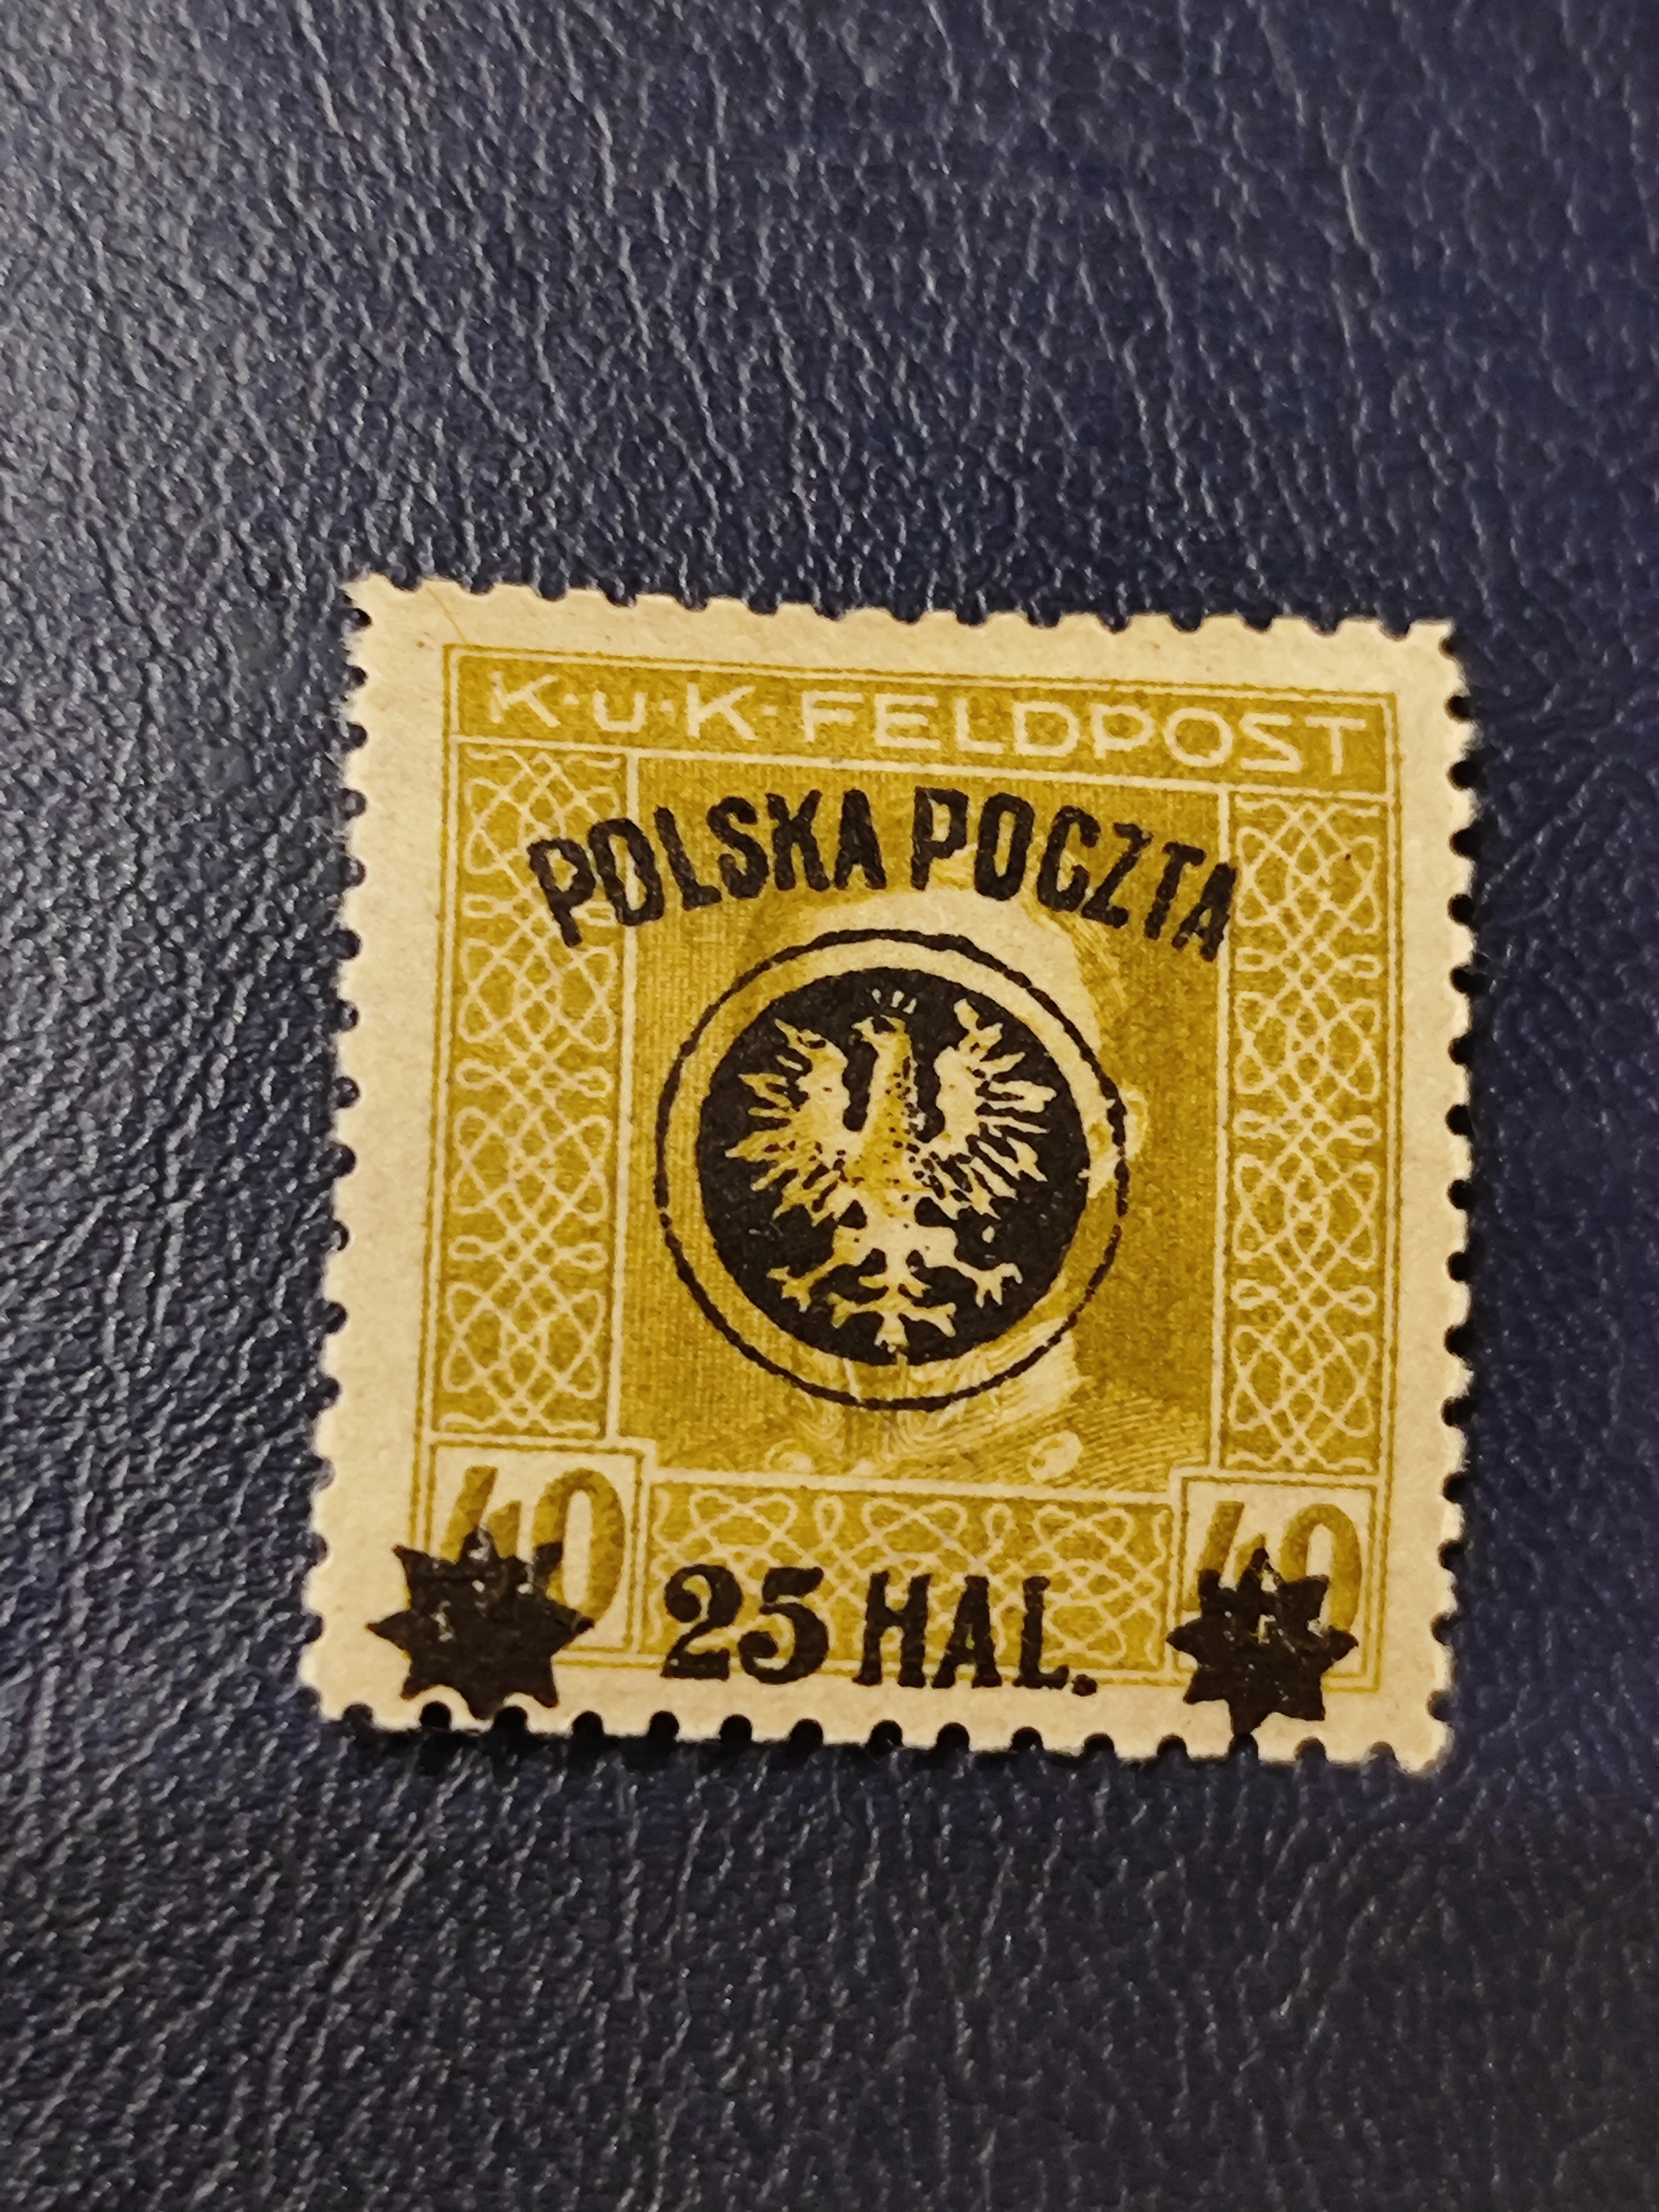 K·u·K·FELDPOST
POLSKA POCZTA
40 40
25 HAL.